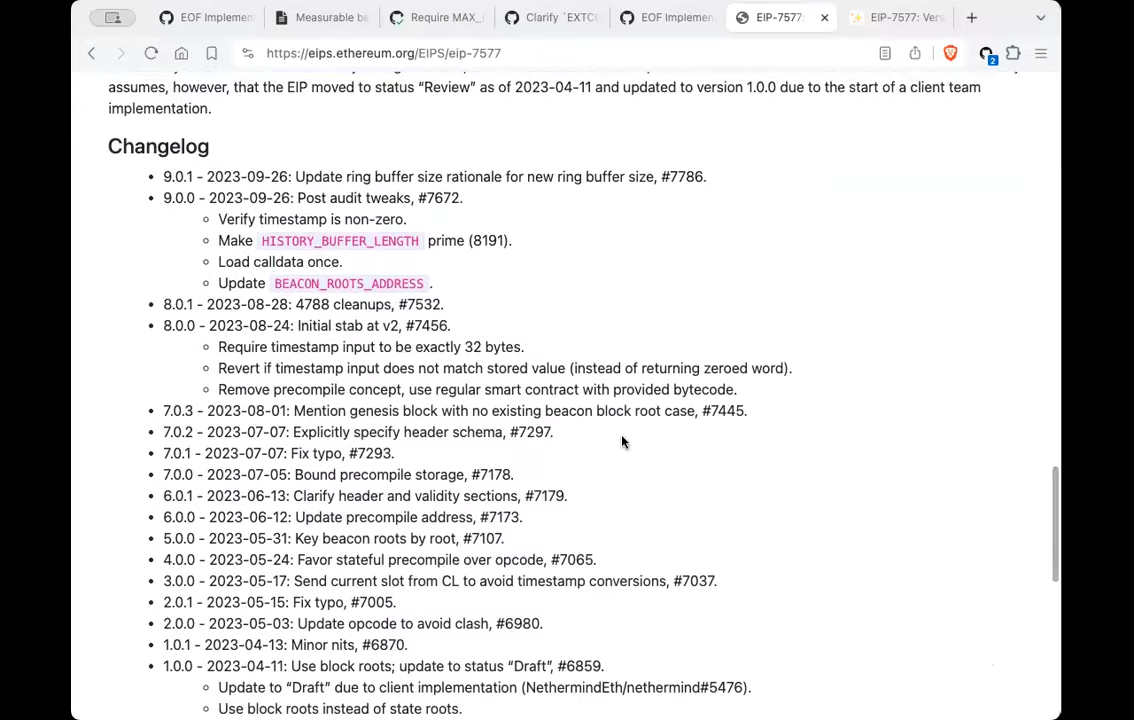 EOF Implemen
Measurable be
Require MAX_
Clarify `EXTC
EOF Implemen
EIP-7577:
EIP-7577: Vers
https://eips.ethereum.org/EIPS/eip-7577
2
assumes, however, that the EIP moved to status “Review” as of 2023-04-11 and updated to version 1.0.0 due to the start of a client team
implementation.
Changelog
• 9.0.1 - 2023-09-26: Update ring buffer size rationale for new ring buffer size, #7786.
• 9.0.0 - 2023-09-26: Post audit tweaks, #7672.
◦ Verify timestamp is non-zero.
◦ Make HISTORY_BUFFER_LENGTH prime (8191).
◦ Load calldata once.
◦ Update BEACON_ROOTS_ADDRESS.
• 8.0.1 - 2023-08-28: 4788 cleanups, #7532.
• 8.0.0 - 2023-08-24: Initial stab at v2, #7456.
◦ Require timestamp input to be exactly 32 bytes.
◦ Revert if timestamp input does not match stored value (instead of returning zeroed word).
◦ Remove precompile concept, use regular smart contract with provided bytecode.
• 7.0.3 - 2023-08-01: Mention genesis block with no existing beacon block root case, #7445.
• 7.0.2 - 2023-07-07: Explicitly specify header schema, #7297.
• 7.0.1 - 2023-07-07: Fix typo, #7293.
• 7.0.0 - 2023-07-05: Bound precompile storage, #7178.
• 6.0.1 - 2023-06-13: Clarify header and validity sections, #7179.
• 6.0.0 - 2023-06-12: Update precompile address, #7173.
• 5.0.0 - 2023-05-31: Key beacon roots by root, #7107.
• 4.0.0 - 2023-05-24: Favor stateful precompile over opcode, #7065.
• 3.0.0 - 2023-05-17: Send current slot from CL to avoid timestamp conversions, #7037.
• 2.0.1 - 2023-05-15: Fix typo, #7005.
• 2.0.0 - 2023-05-03: Update opcode to avoid clash, #6980.
• 1.0.1 - 2023-04-13: Minor nits, #6870.
• 1.0.0 - 2023-04-11: Use block roots; update to status “Draft”, #6859.
◦ Update to “Draft” due to client implementation (NethermindEth/nethermind#5476).
◦ Use block roots instead of state roots.